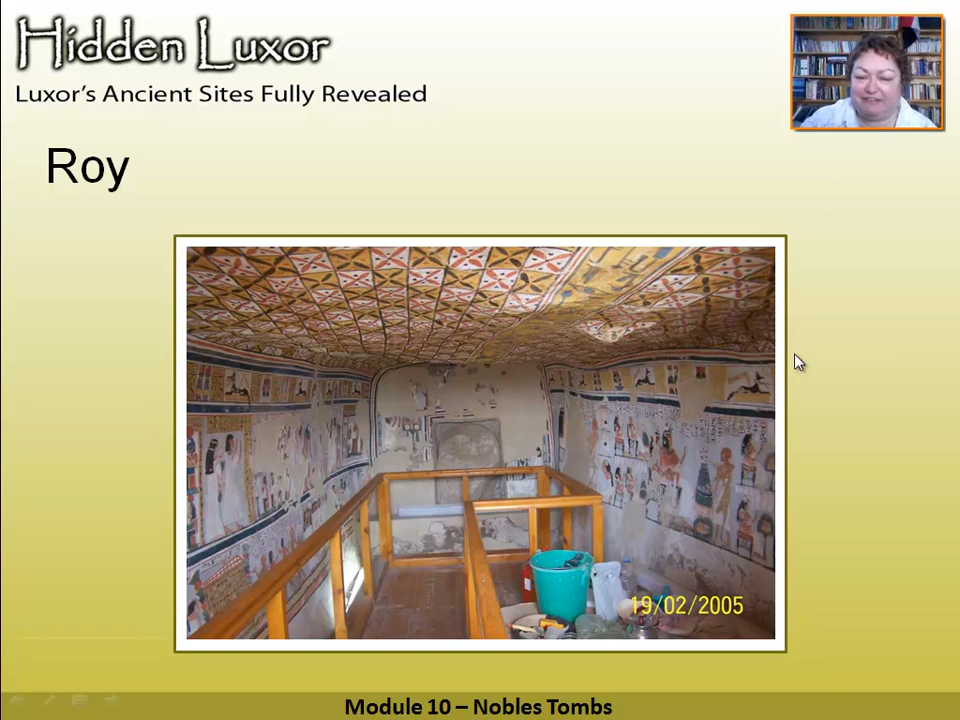 Hidden Luxor
Luxor's Ancient Sites Fully Revealed
Roy
19/02/2005
Module 10 – Nobles Tombs